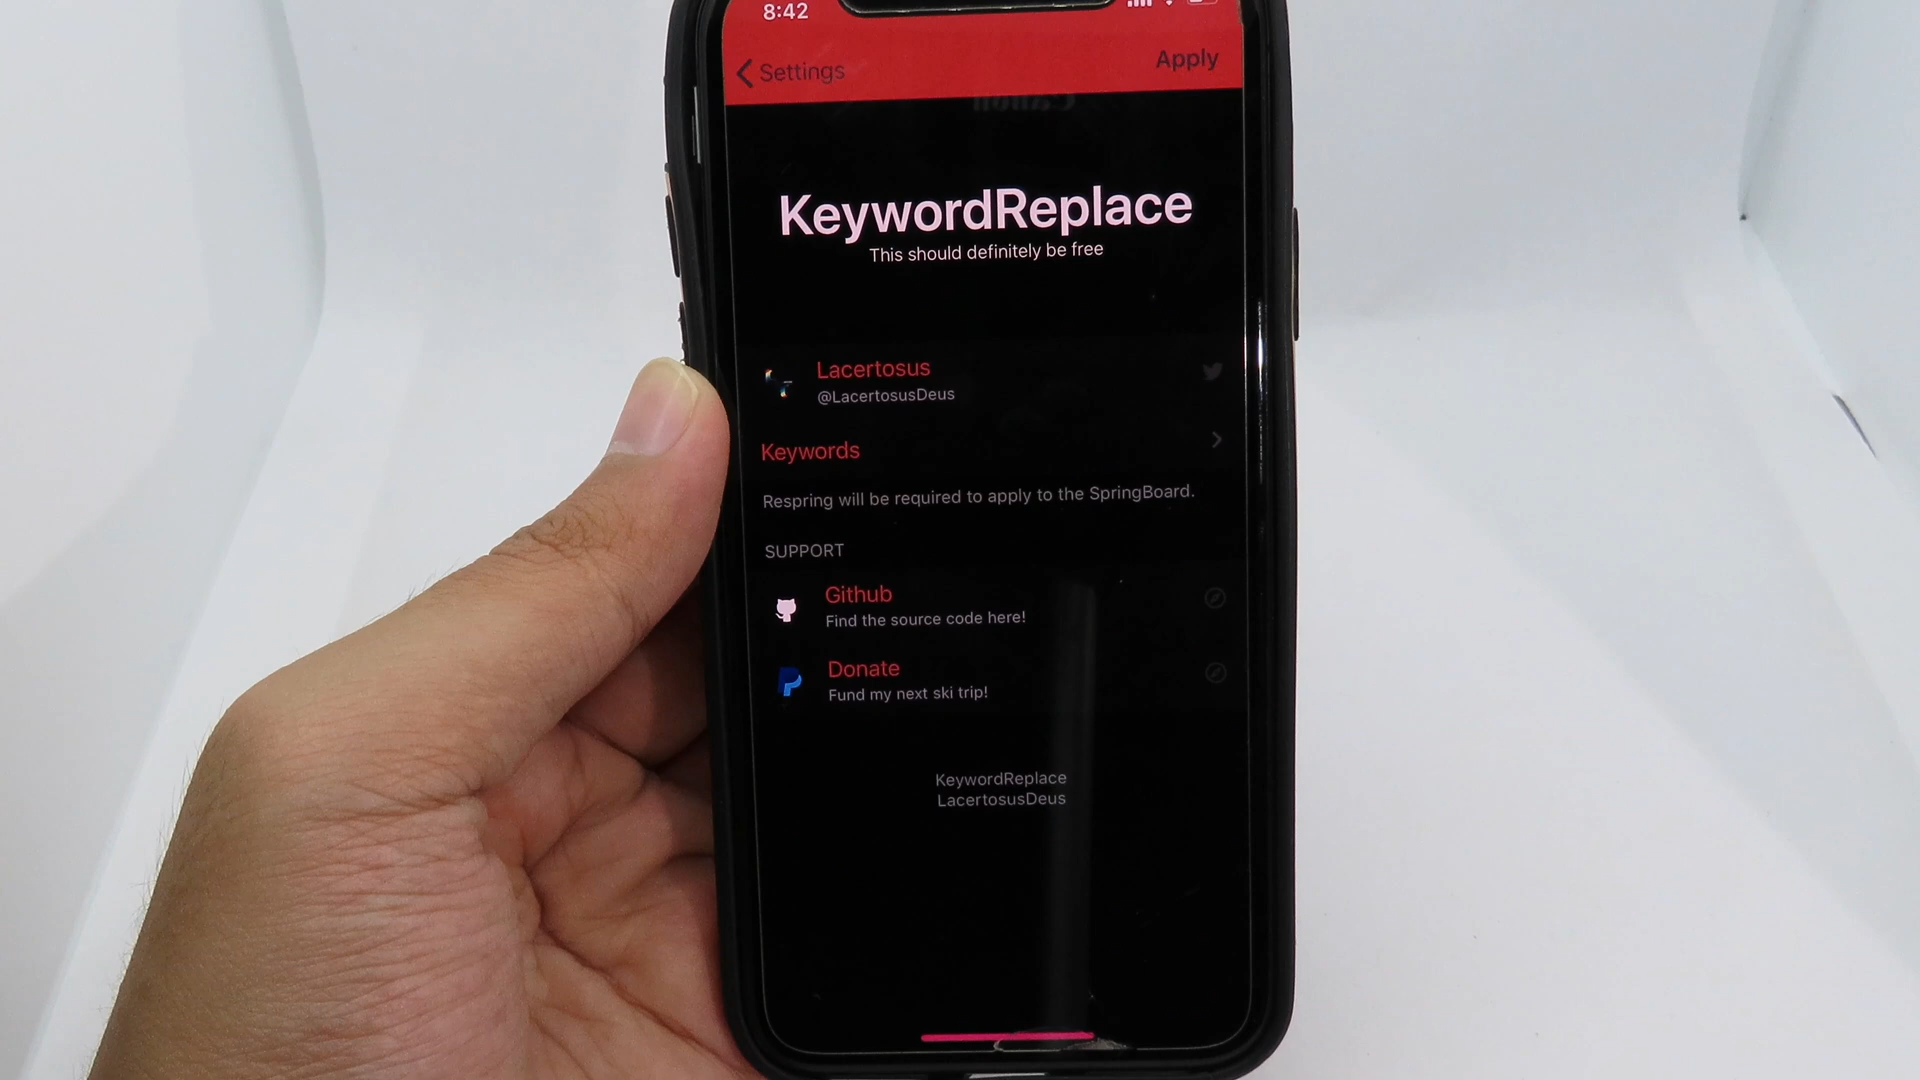 8:42
Settings
Apply
Canon
KeywordReplace
This should definitely be free
Lacertosus
@LacertosusDeus
Keywords
Respring will be required to apply to the SpringBoard.
SUPPORT
Github
Find the source code here!
Donate
Fund my next ski trip!
KeywordReplace
LacertosusDeus